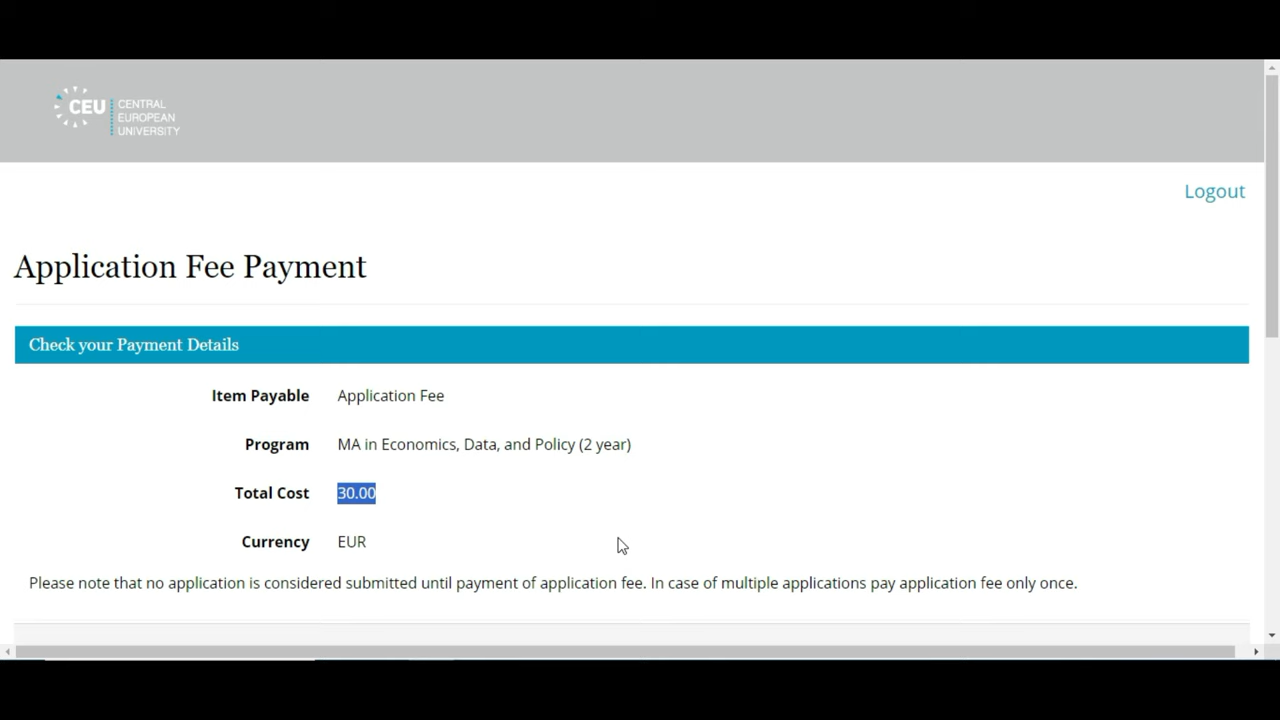 CEU
CENTRAL
EUROPEAN
UNIVERSITY
Logout
Application Fee Payment
Check your Payment Details
Item Payable Application Fee
Program MA in Economics, Data, and Policy (2 year)
Total Cost 30.00
Currency EUR
Please note that no application is considered submitted until payment of application fee. In case of multiple applications pay application fee only once.